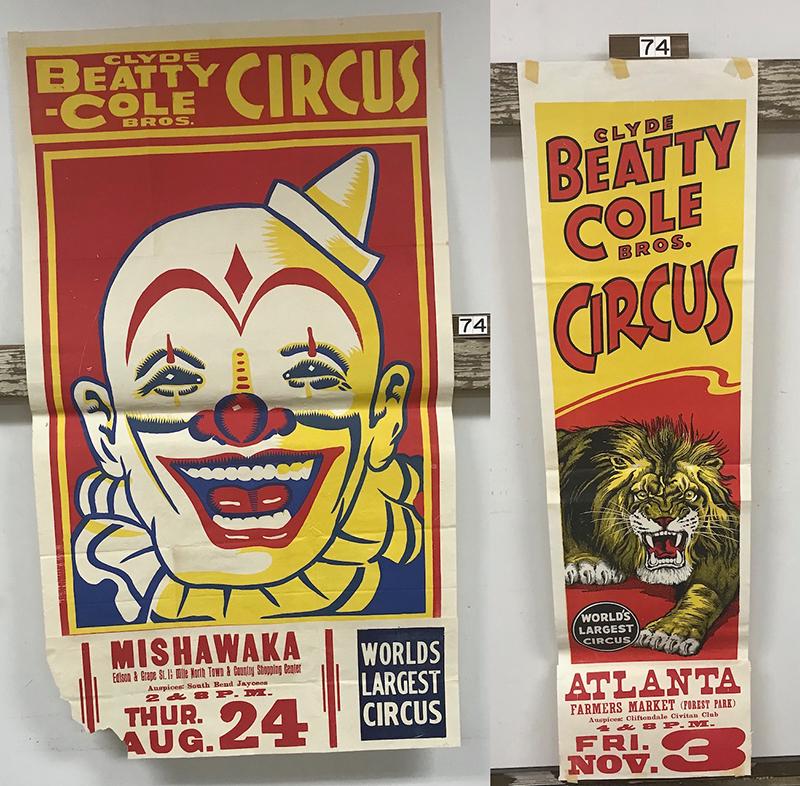 CLYDE
BEATTY
-COLE
BROS.
CIRCUS
MISHAWAKA
Edison & Grape St. 1½ Mile North Town & Country Shopping Center
Auspices: South Bend Jaycees
2 & 8 P.M.
THUR.
AUG. 24
WORLDS
LARGEST
CIRCUS
74
74
CLYDE
BEATTY
COLE
BROS.
CIRCUS
WORLD'S
LARGEST
CIRCUS
ATLANTA
FARMERS MARKET (FOREST PARK)
Auspices: Cliftondale Civitan Club
4 & 8 P.M.
FRI.
NOV. 3